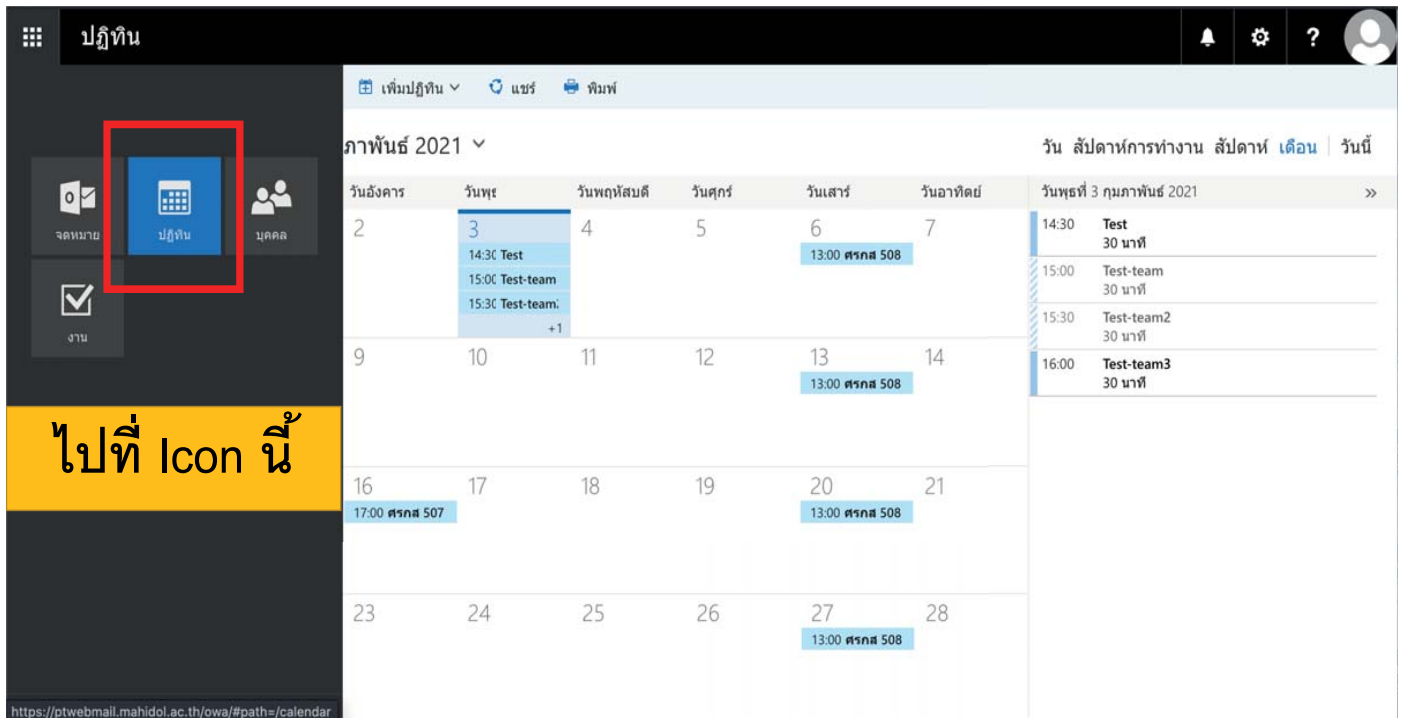 ปฏิทิน
?
เพิ่มปฏิทิน แชร์ พิมพ์
ภาพันธ์ 2021
วัน สัปดาห์การทำงาน สัปดาห์ เดือน วันนี้
จดหมาย ปฏิทิน บุคคล
งาน
ไปที่ Icon นี้
วันอังคาร วันพุธ วันพฤหัสบดี วันศุกร์ วันเสาร์ วันอาทิตย์
2 3 4 5 6 7
14:30 Test
15:00 Test-team
15:30 Test-team2
+1
13:00 ศรกส 508
9 10 11 12 13 14
13:00 ศรกส 508
16 17 18 19 20 21
17:00 ศรกส 507
13:00 ศรกส 508
23 24 25 26 27 28
13:00 ศรกส 508
วันพุธที่ 3 กุมภาพันธ์ 2021 »
14:30 Test
30 นาที
15:00 Test-team
30 นาที
15:30 Test-team2
30 นาที
16:00 Test-team3
30 นาที
https://ptwebmail.mahidol.ac.th/owa/#path=/calendar